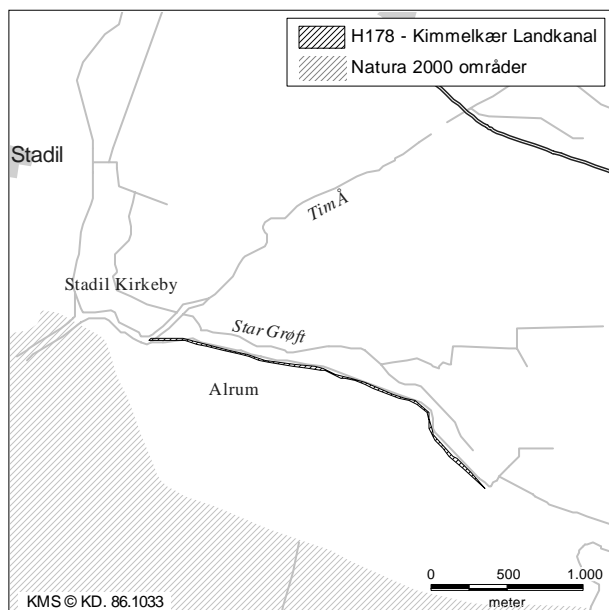 H178 - Kimmelkær Landkanal
Natura 2000 områder
Stadil
Tim Å
Stadil Kirkeby
Star Grøft
Alrum
0 500 1.000
meter
KMS © KD. 86.1033